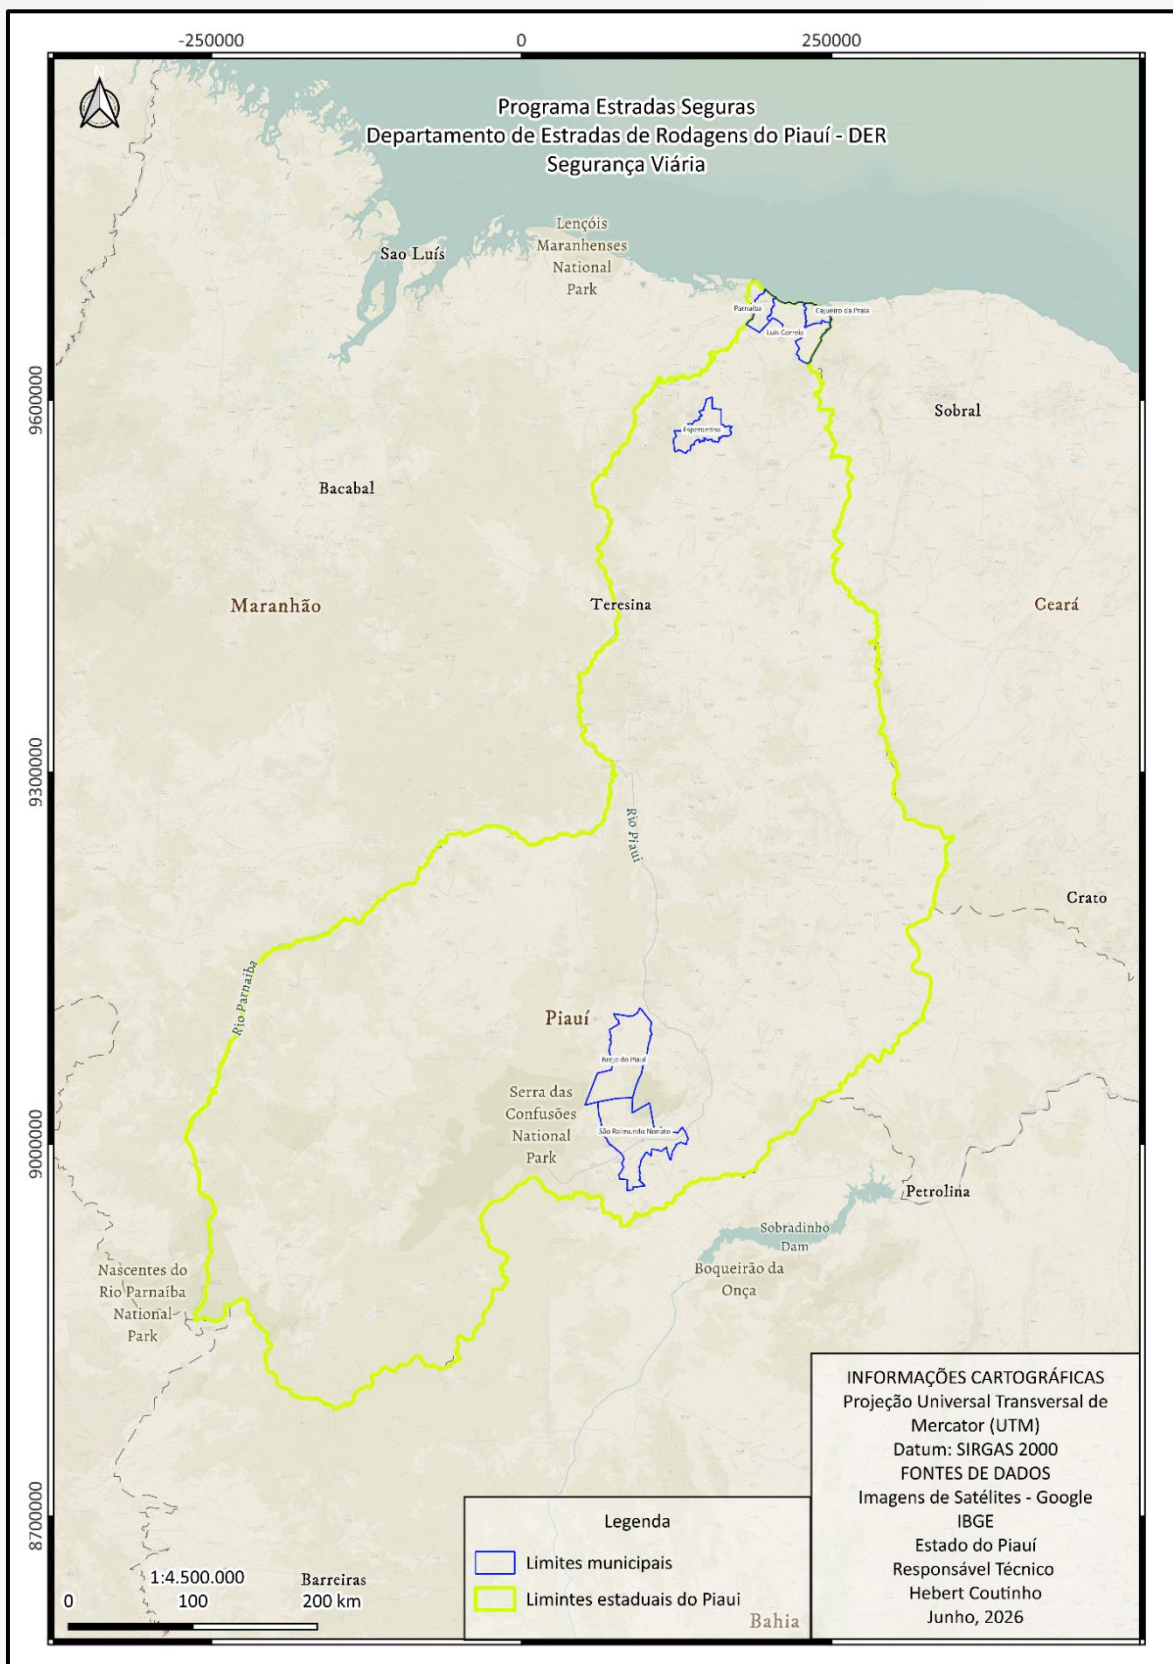 -250000
0
250000
N
Programa Estradas Seguras
Departamento de Estradas de Rodagens do Piauí - DER
Segurança Viária
Lençóis
Maranhenses
National
Park
Sao Luís
Parnaíba
Cajueiro da Praia
Luís Correia
9600000
Sobral
Esperantina
Bacabal
Maranhão
Teresina
Ceará
9300000
Rio Piauí
Crato
Rio Parnaíba
Piauí
Brejo do Piauí
Serra das
Confusões
National
Park
São Raimundo Nonato
9000000
Petrolina
Sobradinho
Dam
Boqueirão da
Onça
Nascentes do
Rio Parnaíba
National
Park
8700000
Legenda
Limites municipais
Limintes estaduais do Piaui
1:4.500.000
0 100 200 km
Barreiras
Bahia
INFORMAÇÕES CARTOGRÁFICAS
Projeção Universal Transversal de
Mercator (UTM)
Datum: SIRGAS 2000
FONTES DE DADOS
Imagens de Satélites - Google
IBGE
Estado do Piauí
Responsável Técnico
Hebert Coutinho
Junho, 2026